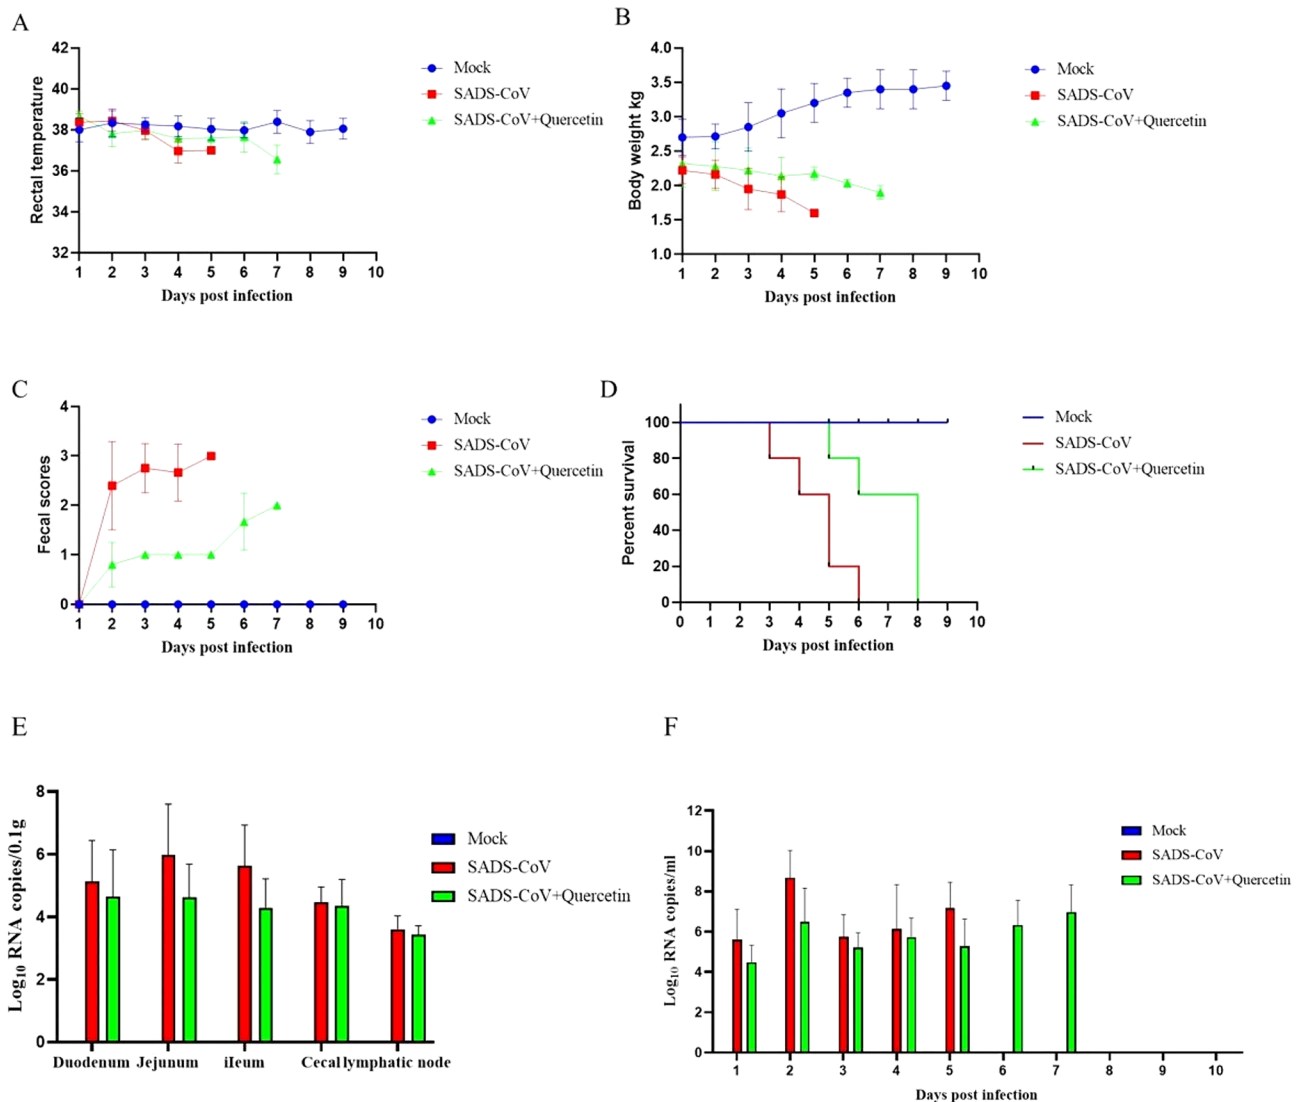 A
42
40
38
36
34
32
Rectal temperature
1 2 3 4 5 6 7 8 9 10
Days post infection
Mock
SADS-CoV
SADS-CoV+Quercetin
B
4.0
3.5
3.0
2.5
2.0
1.5
1.0
Body weight kg
1 2 3 4 5 6 7 8 9 10
Days post infection
Mock
SADS-CoV
SADS-CoV+Quercetin
C
4
3
2
1
0
Fecal scores
1 2 3 4 5 6 7 8 9 10
Days post infection
Mock
SADS-CoV
SADS-CoV+Quercetin
D
100
80
60
40
20
0
Percent survival
0 1 2 3 4 5 6 7 8 9 10
Days post infection
Mock
SADS-CoV
SADS-CoV+Quercetin
E
8
6
4
2
0
Log10 RNA copies/0.1g
Duodenum Jejunum iIeum Cecal lymphatic node
Mock
SADS-CoV
SADS-CoV+Quercetin
F
12
10
8
6
4
2
0
Log10 RNA copies/ml
1 2 3 4 5 6 7 8 9 10
Days post infection
Mock
SADS-CoV
SADS-CoV+Quercetin